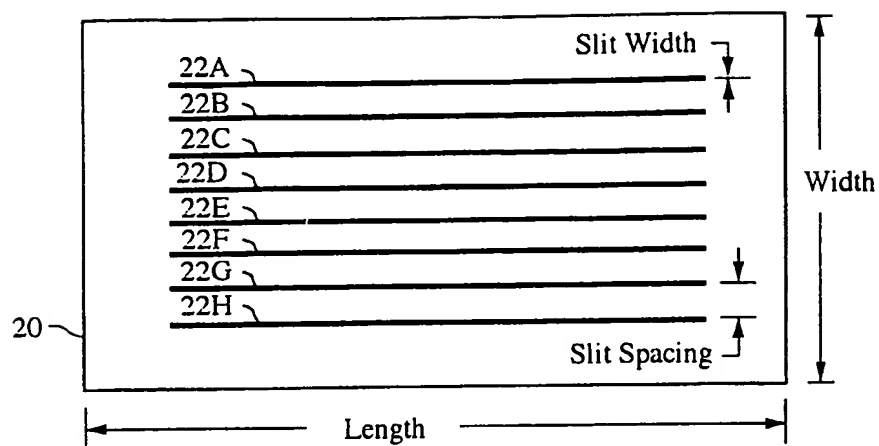 Slit Width
22A
22B
22C
22D
Width
22E
22F
22G
22H
20
Slit Spacing
Length